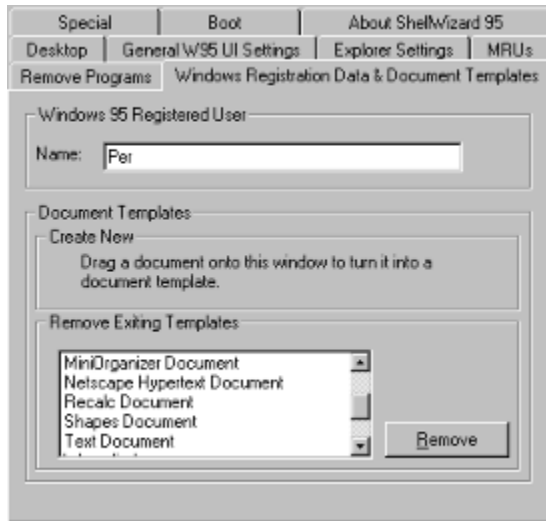 Special Boot About ShellWizard 95
Desktop General W95 UI Settings Explorer Settings MRUs
Remove Programs Windows Registration Data & Document Templates
Windows 95 Registered User
Name: Per
Document Templates
Create New
Drag a document onto this window to turn it into a
document template.
Remove Exiting Templates
MiniOrganizer Document
Netscape Hypertext Document
Recalc Document
Shapes Document
Text Document
Remove